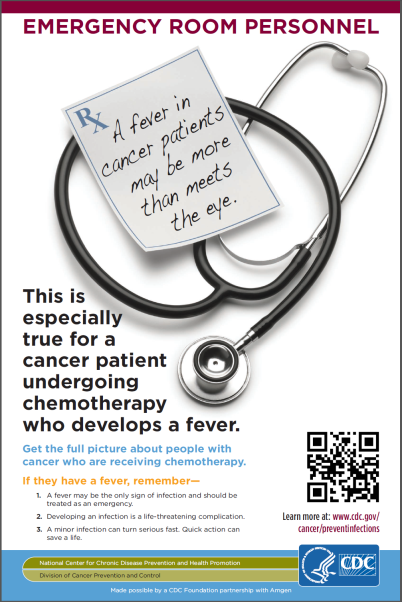 EMERGENCY ROOM PERSONNEL
Rx
A fever in
cancer patients
may be more
than meets
the eye.
This is
especially
true for a
cancer patient
undergoing
chemotherapy
who develops a fever.
Get the full picture about people with
cancer who are receiving chemotherapy.
If they have a fever, remember—
1. A fever may be the only sign of infection and should
be treated as an emergency.
2. Developing an infection is a life-threatening complication.
3. A minor infection can turn serious fast. Quick action can
save a life.
Learn more at: www.cdc.gov/
cancer/preventinfections
National Center for Chronic Disease Prevention and Health Promotion
Division of Cancer Prevention and Control
CDC
Made possible by a CDC Foundation partnership with Amgen